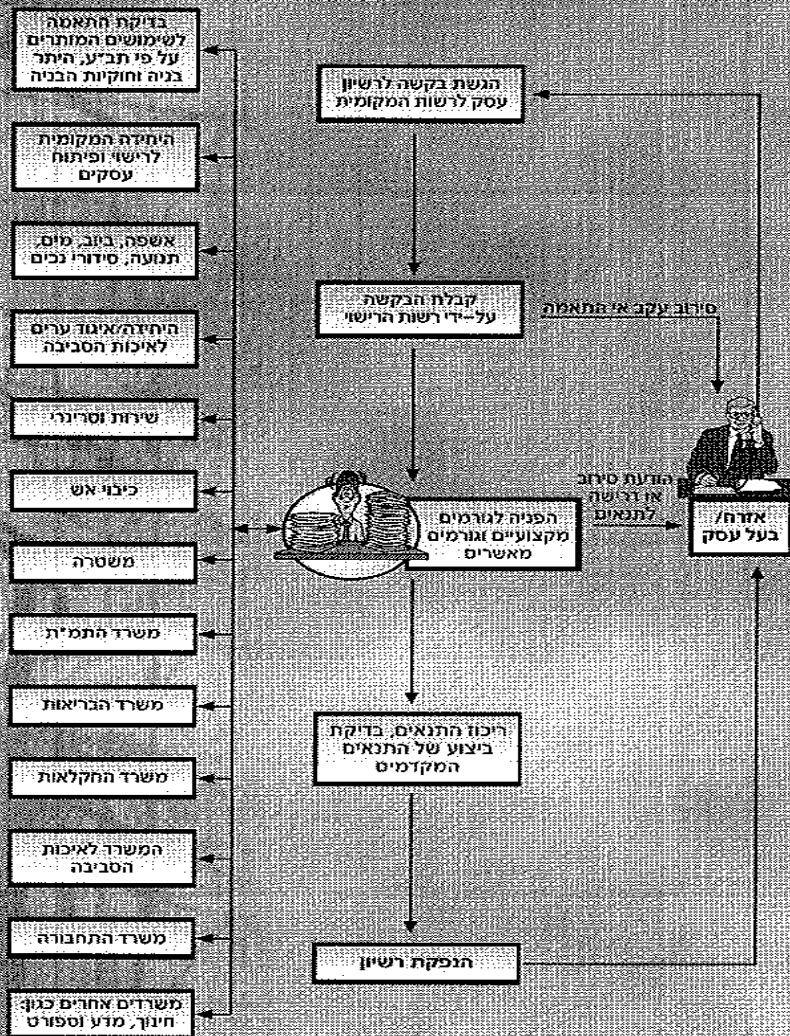 הגשת בקשה לרשיון
עסק לרשות המקומית
קבלת הבקשה
על-ידי רשות הרישוי
סירוב עקב אי התאמה
הפניה לגורמים
מקצועיים וגורמים
מאשרים
הודעת סירוב
או דרישה
לתנאים
אזרח/
בעל עסק
ריכוז התנאים, בדיקת
ביצוע של התנאים
המקדמים
הנפקת רשיון
בדיקת התאמה
לשימושים המותרים
על פי תב"ע, היתר
בניה וחוקיות הבניה
היחידה המקומית
לרישוי ופיתוח
עסקים
אשפה, ביוב, מים,
תנועה, סידורי נכים
היחידה/איגוד ערים
לאיכות הסביבה
שירות וטרינרי
כיבוי אש
משטרה
משרד התמ"ת
משרד הבריאות
משרד החקלאות
המשרד לאיכות
הסביבה
משרד התחבורה
משרדים אחרים כגון:
חינוך, מדע וספורט